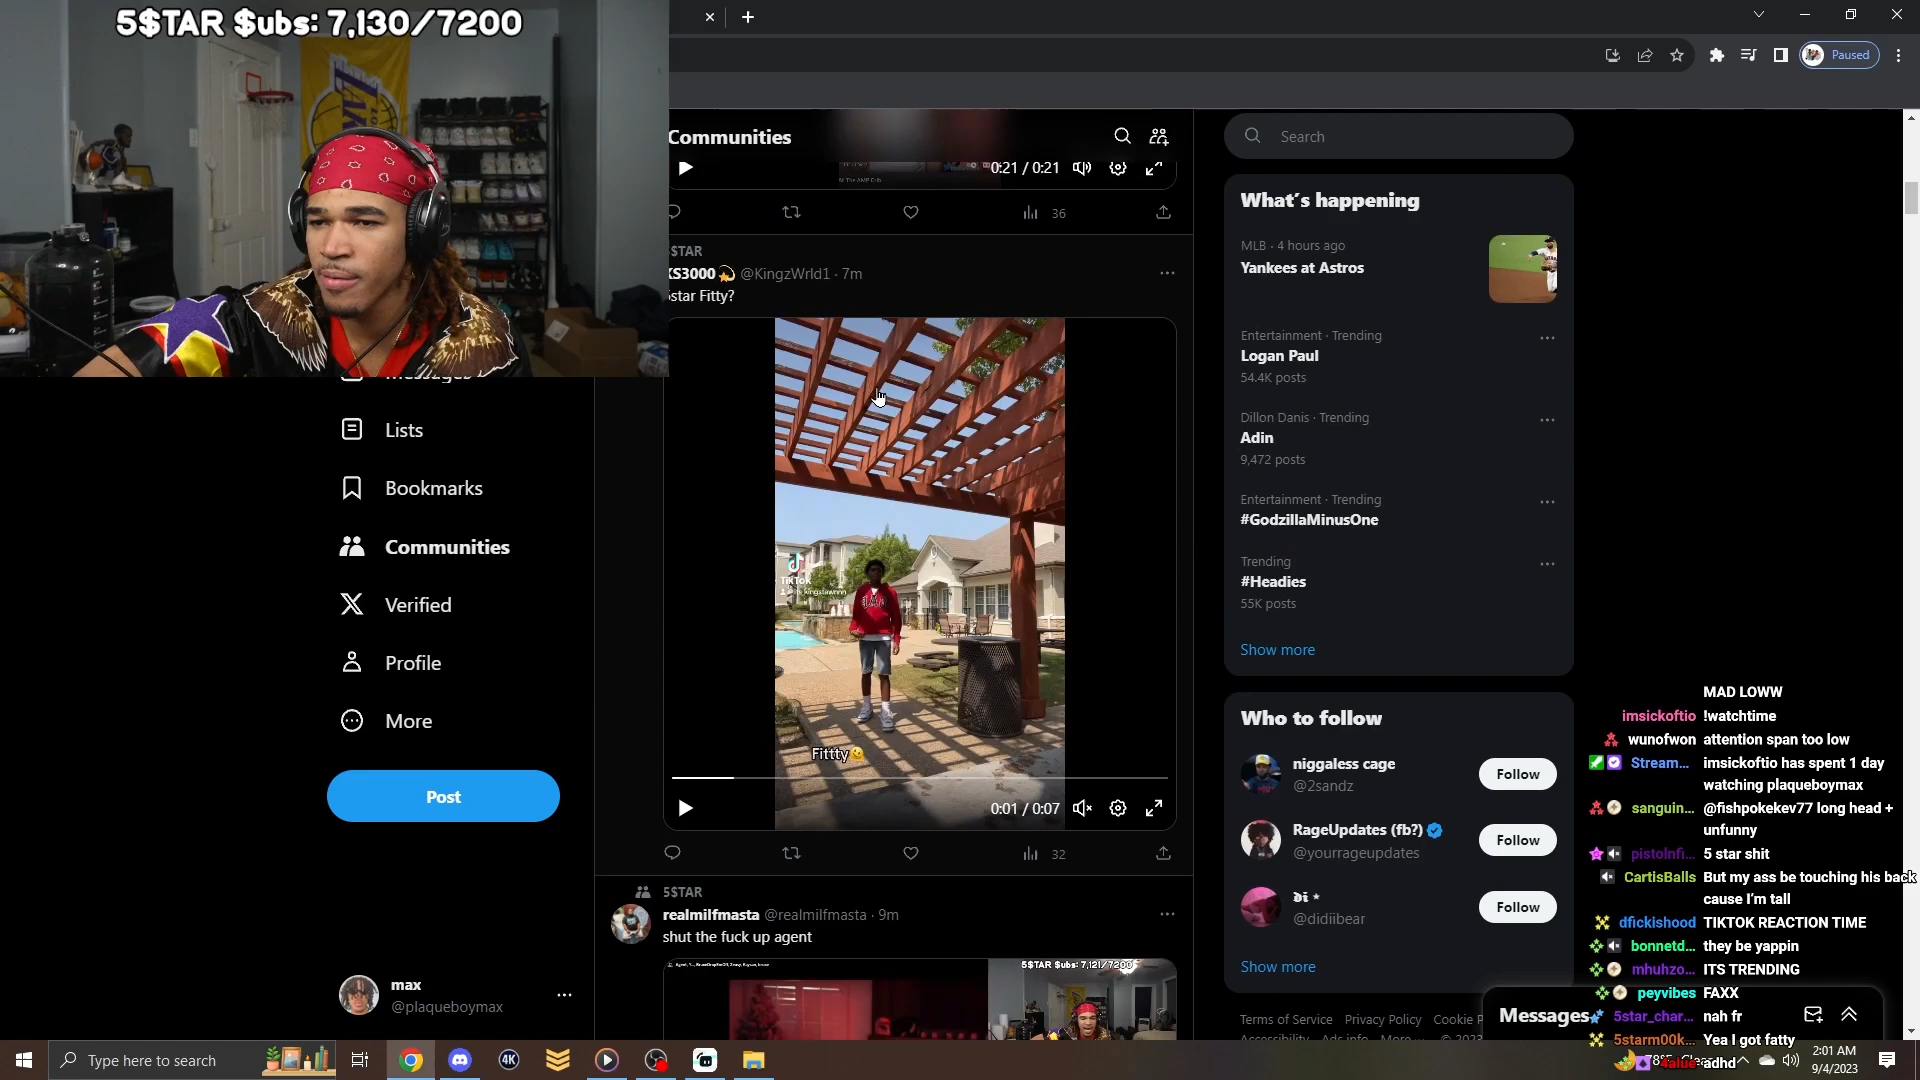 5$TAR $ubs: 7,130/7200
Paused
Communities
Search
0:21 / 0:21
36
What's happening
MLB · 4 hours ago
Yankees at Astros
Entertainment · Trending
Logan Paul
54.4K posts
Dillon Danis · Trending
Adin
9,472 posts
Entertainment · Trending
#GodzillaMinusOne
Trending
#Headies
55K posts
Show more
$TAR
KS3000 @KingzWrld1 · 7m
5star Fitty?
TikTok
Fittty
0:01 / 0:07
32
5$TAR
realmilfmasta @realmilfmasta · 9m
shut the fuck up agent
5$TAR $ubs: 7,121/7200
Messages
Lists
Bookmarks
Communities
Verified
Profile
More
Post
max
@plaqueboymax
Who to follow
niggaless cage
@2sandz
Follow
RageUpdates (fb?)
@yourrageupdates
Follow
@didiibear
Follow
Show more
Terms of Service Privacy Policy Cookie
Messages
MAD LOWW
imsickoftio !watchtime
wunofwon attention span too low
Stream... imsickoftio has spent 1 day
watching plaqueboymax
sanguin... @fishpokekev77 long head +
unfunny
pistolnfi... 5 star shit
CartisBalls But my ass be touching his back
cause I'm tall
dfickishood TIKTOK REACTION TIME
bonnetd... they be yappin
mhuhzo... ITS TRENDING
peyvibes FAXX
5star_char... nah fr
5starm00k... Yea I got fatty
4alue adhd
Type here to search
4K
2:01 AM
9/4/2023